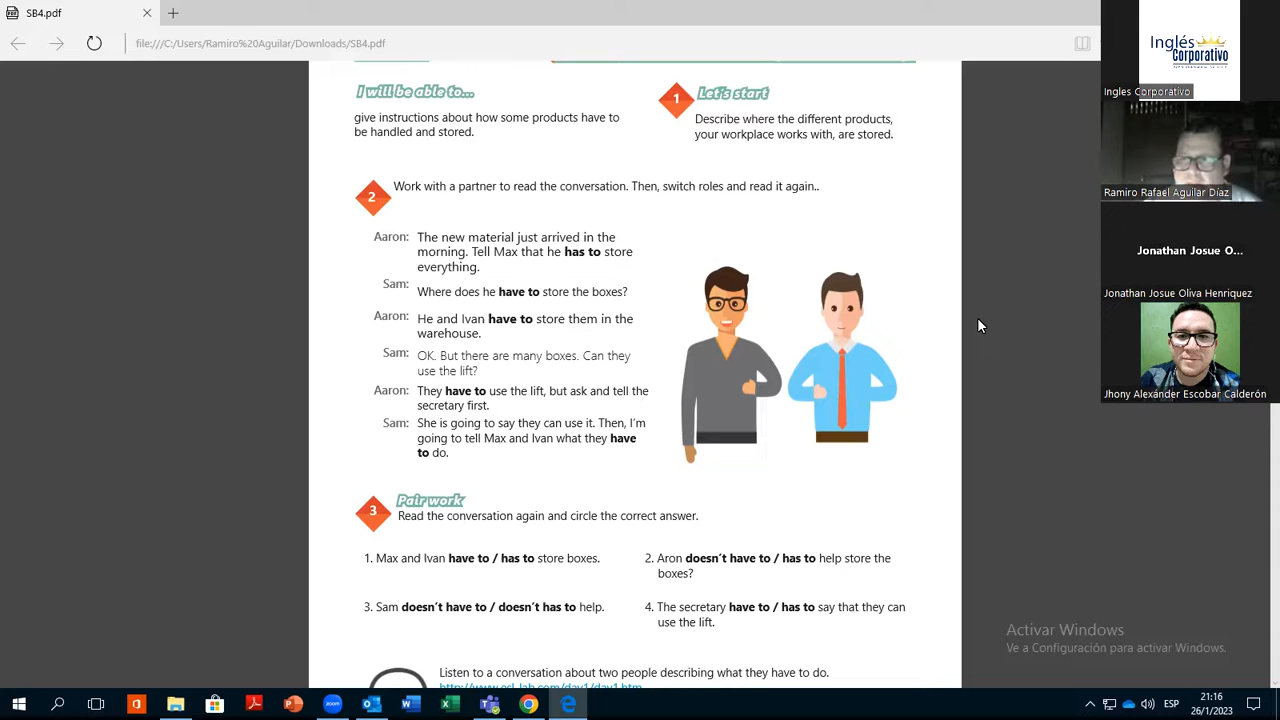 SB4.pdf
file:///C:/Users/Ramiro%20Aguilar/Downloads/SB4.pdf
I will be able to...
give instructions about how some products have to
be handled and stored.
1
Let's start
Describe where the different products,
your workplace works with, are stored.
2
Work with a partner to read the conversation. Then, switch roles and read it again..
Aaron: The new material just arrived in the
morning. Tell Max that he has to store
everything.
Sam: Where does he have to store the boxes?
Aaron: He and Ivan have to store them in the
warehouse.
Sam: OK. But there are many boxes. Can they
use the lift?
Aaron: They have to use the lift, but ask and tell the
secretary first.
Sam: She is going to say they can use it. Then, I'm
going to tell Max and Ivan what they have
to do.
3
Pair work
Read the conversation again and circle the correct answer.
1. Max and Ivan have to / has to store boxes.
2. Aron doesn't have to / has to help store the
boxes?
3. Sam doesn't have to / doesn't has to help.
4. The secretary have to / has to say that they can
use the lift.
Listen to a conversation about two people describing what they have to do.
http://www.esl-lab.com/day1/day1.htm
Inglés
Corporativo
Ingles Corporativo
Ramiro Rafael Aguilar Díaz
Jonathan Josue O...
Jonathan Josue Oliva Henriquez
Jhony Alexánder Escobar Calderón
Activar Windows
Ve a Configuración para activar Windows.
ESP
21:16
26/1/2023